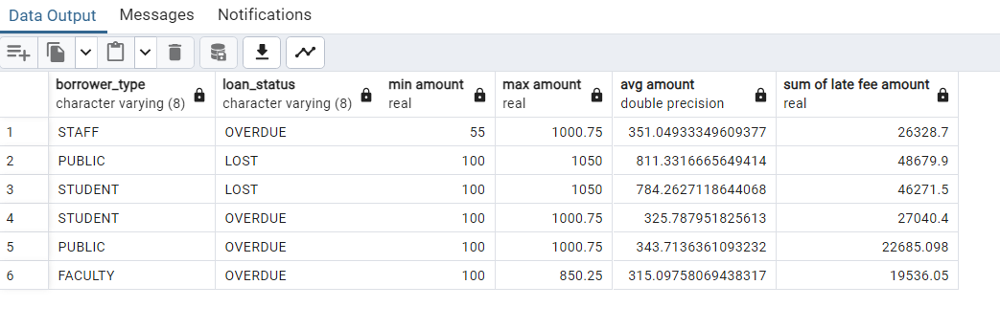 Data Output Messages Notifications
borrower_type loan_status min amount max amount avg amount sum of late fee amount
character varying (8) character varying (8) real real double precision real
1 STAFF OVERDUE 55 1000.75 351.04933349609377 26328.7
2 PUBLIC LOST 100 1050 811.3316665649414 48679.9
3 STUDENT LOST 100 1050 784.2627118644068 46271.5
4 STUDENT OVERDUE 100 1000.75 325.787951825613 27040.4
5 PUBLIC OVERDUE 100 1000.75 343.7136361093232 22685.098
6 FACULTY OVERDUE 100 850.25 315.09758069438317 19536.05